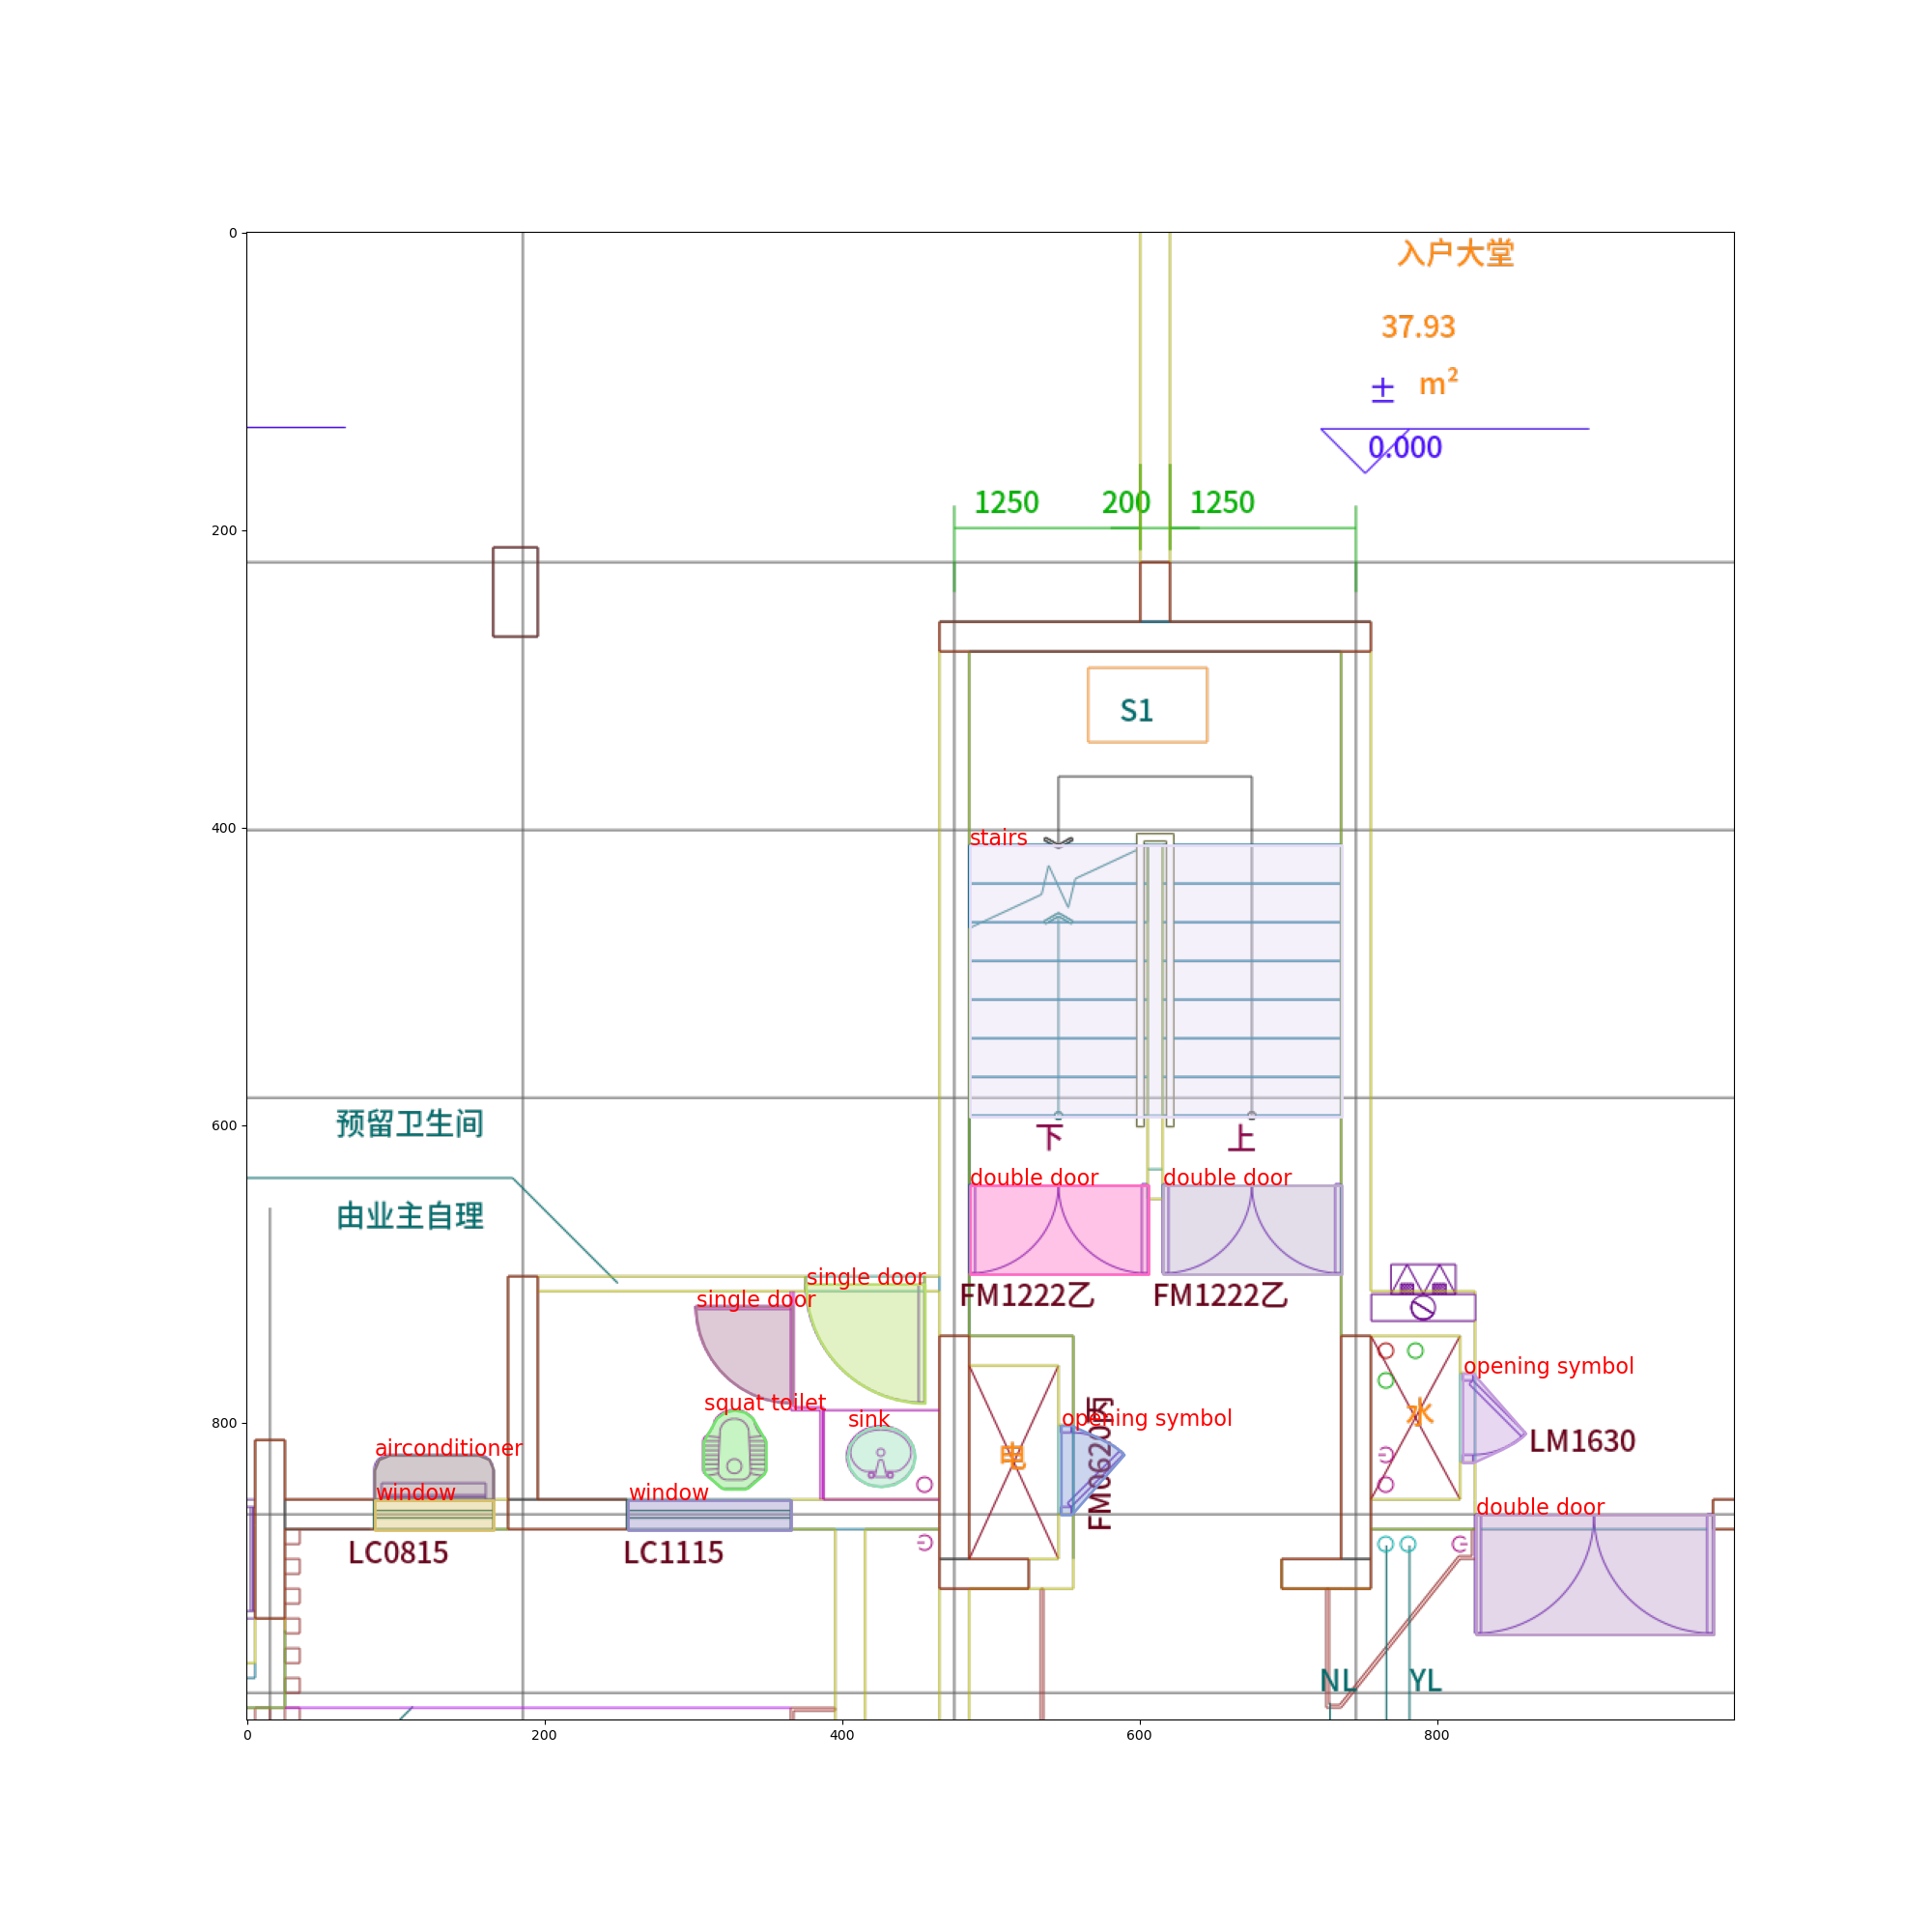 入户大堂
37.93
± m²
0.000
1250 200 1250
S1
stairs
预留卫生间
下 上
由业主自理
double door double door
single door
single door
FM1222乙 FM1222乙
opening symbol
squat toilet
sink
opening symbol
水
电
FM0620丙
LM1630
airconditioner
window
window
double door
LC0815
LC1115
NL YL
0
200
400
600
800
0 200 400 600 800